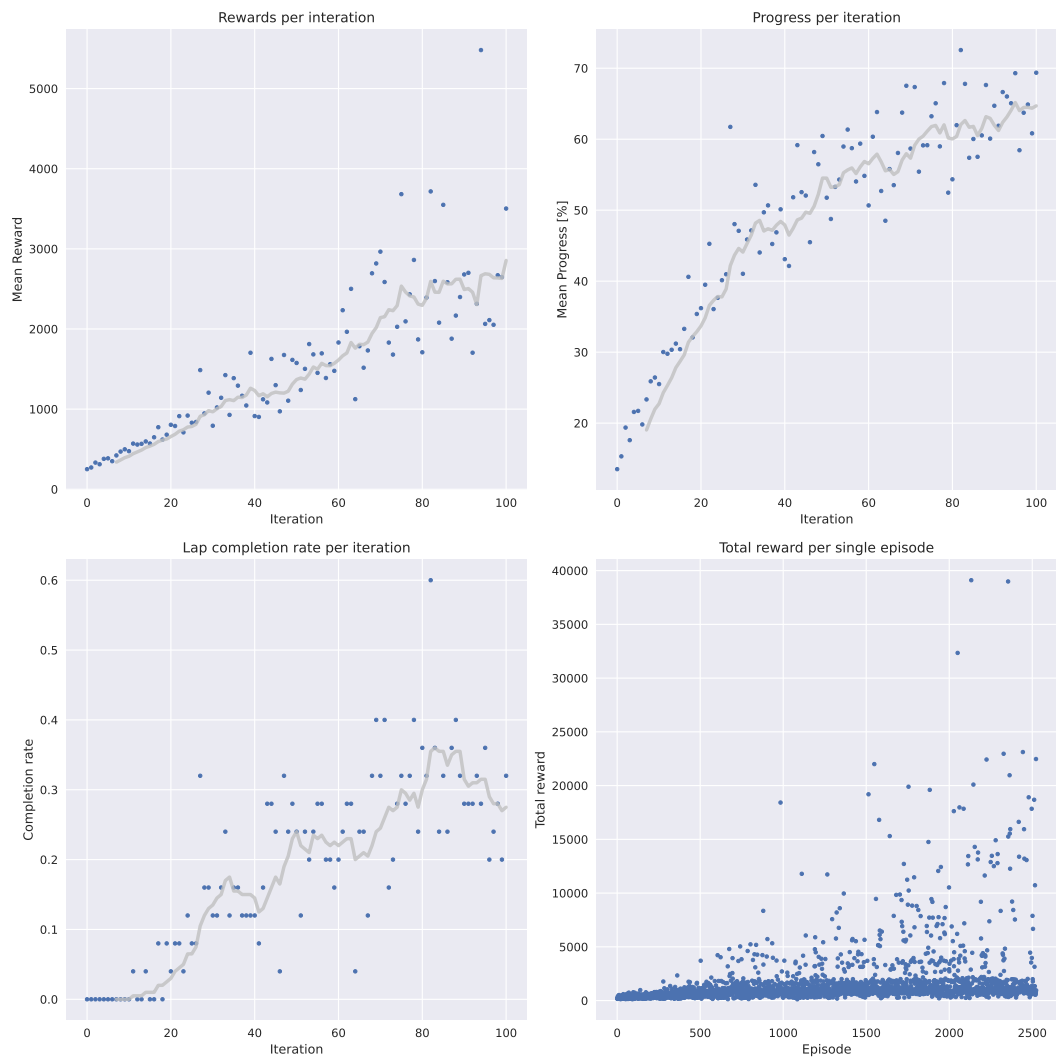 Rewards per interation
5000
4000
3000
2000
1000
0
Mean Reward
0 20 40 60 80 100
Iteration
Progress per iteration
70
60
50
40
30
20
Mean Progress [%]
0 20 40 60 80 100
Iteration
Lap completion rate per iteration
0.6
0.5
0.4
0.3
0.2
0.1
0.0
Completion rate
0 20 40 60 80 100
Iteration
Total reward per single episode
40000
35000
30000
25000
20000
15000
10000
5000
0
Total reward
0 500 1000 1500 2000 2500
Episode